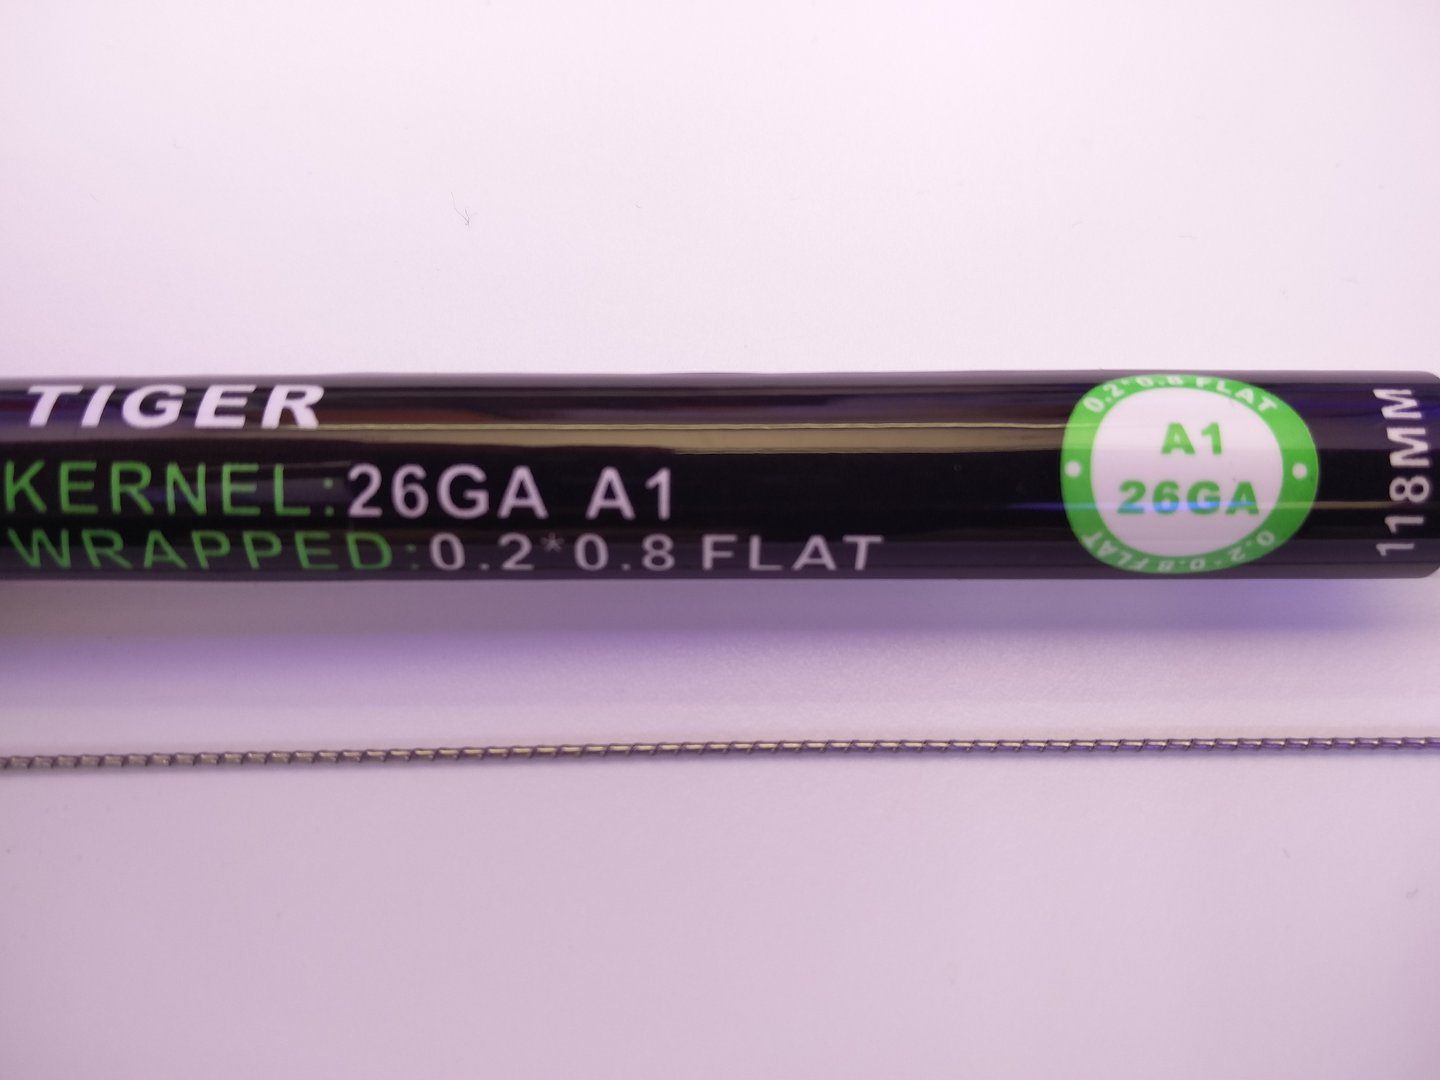 TIGER
KERNEL:26GA A1
WRAPPED:0.2*0.8 FLAT
0.2*0.8 FLAT
A1
26GA
0.2*0.8 FLAT
118MM